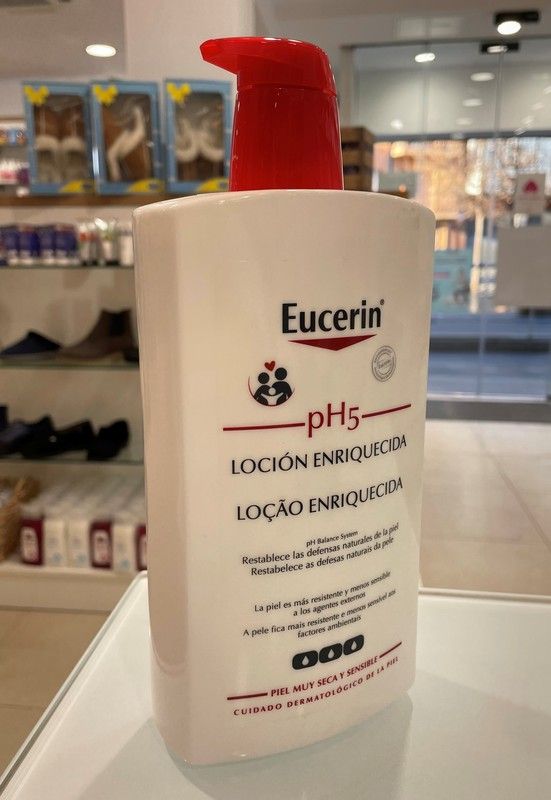 Eucerin®
pH5
LOCIÓN ENRIQUECIDA
LOÇÃO ENRIQUECIDA
pH Balance System
Restablece las defensas naturales de la piel
Restabelece as defesas naturais da pele
La piel es más resistente y menos sensible
a los agentes externos
A pele fica mais resistente e menos sensível aos
factores ambientais
PIEL MUY SECA Y SENSIBLE
CUIDADO DERMATOLÓGICO DE LA PIEL